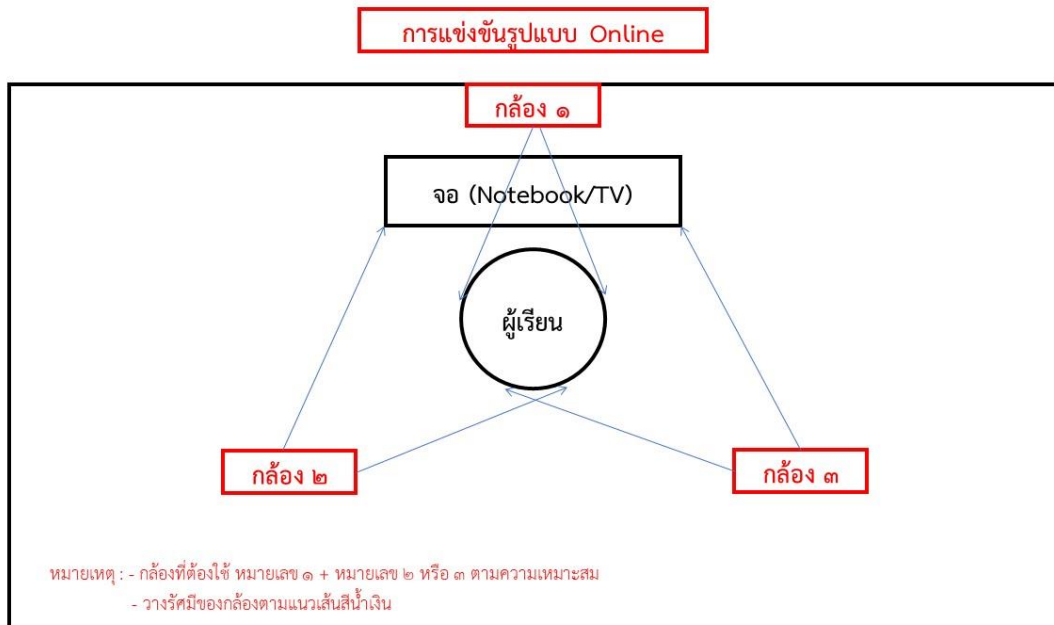 การแข่งขันรูปแบบ Online
กล้อง ๑
จอ (Notebook/TV)
ผู้เรียน
กล้อง ๒
กล้อง ๓
หมายเหตุ : - กล้องที่ต้องใช้ หมายเลข ๑ + หมายเลข ๒ หรือ ๓ ตามความเหมาะสม
- วางรัศมีของกล้องตามแนวเส้นสีน้ำเงิน